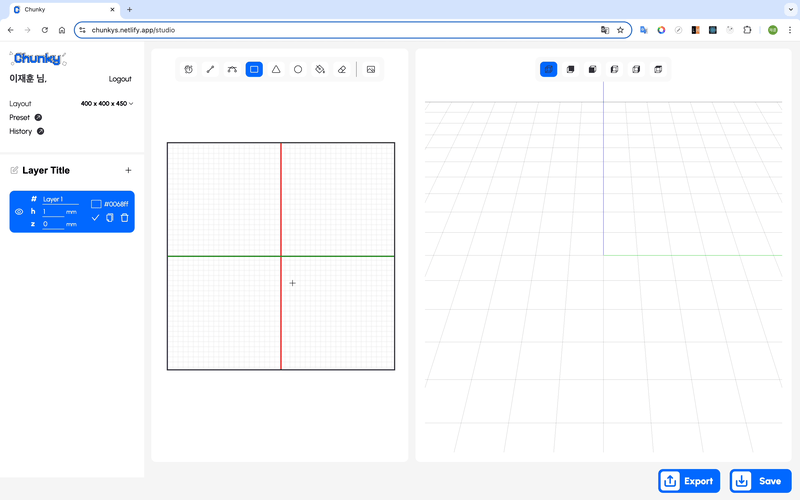 Chunky
chunkys.netlify.app/studio
Chunky
이재훈 님,
Logout
Layout
400 x 400 x 450
Preset
History
Layer Title
# Layer 1
#0068ff
h 1 mm
z 0 mm
Export
Save